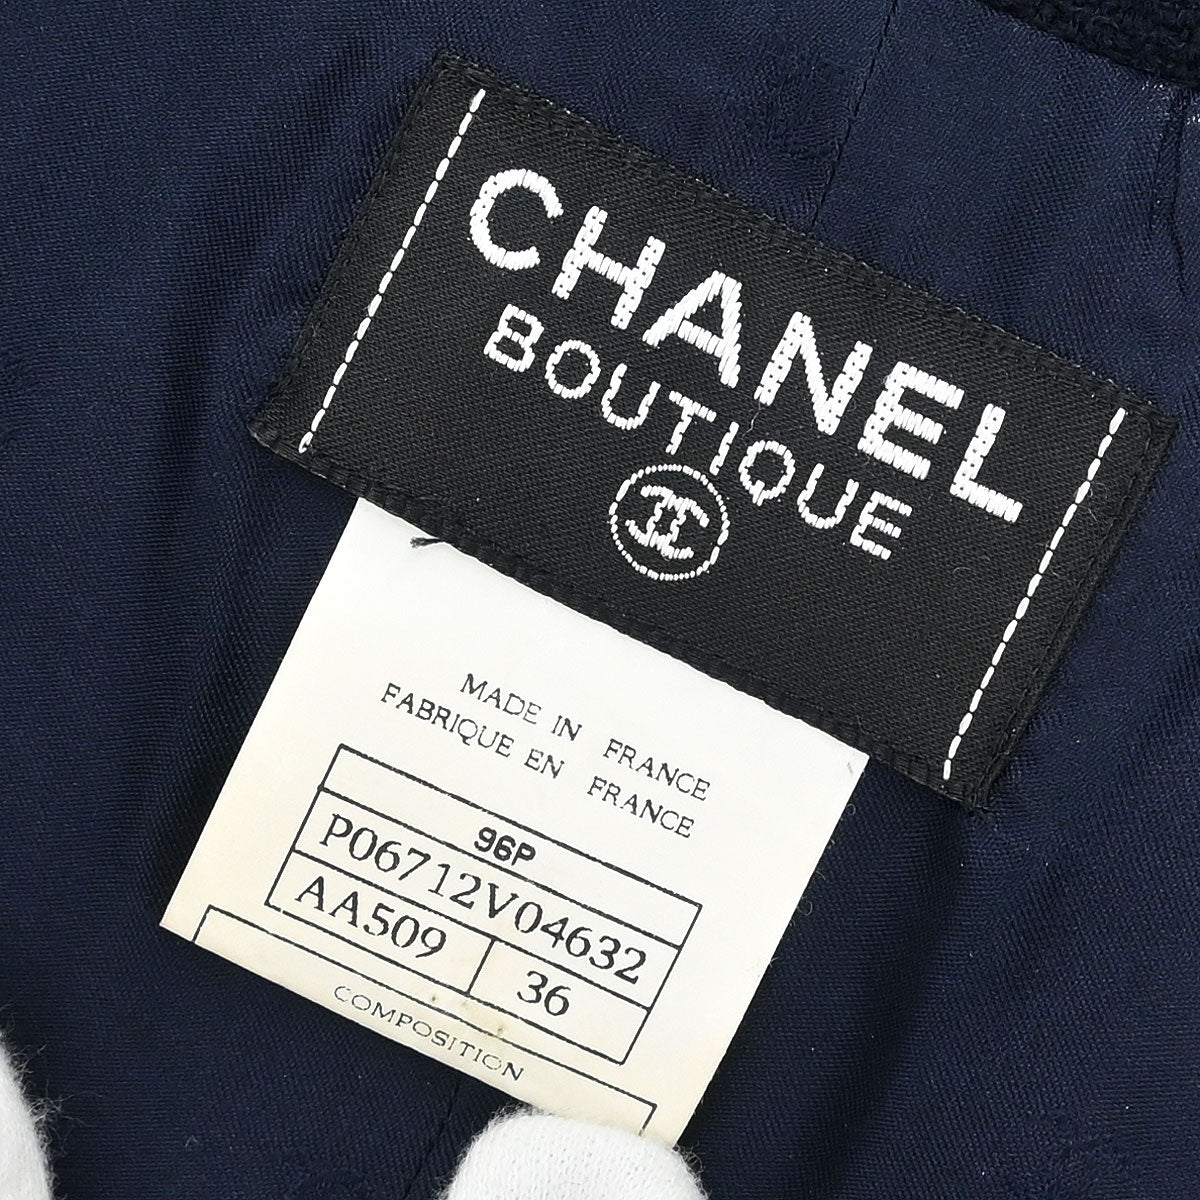 CHANEL
BOUTIQUE
MADE IN FRANCE
FABRIQUE EN FRANCE
96P
P06712V04632
AA509 36
COMPOSITION